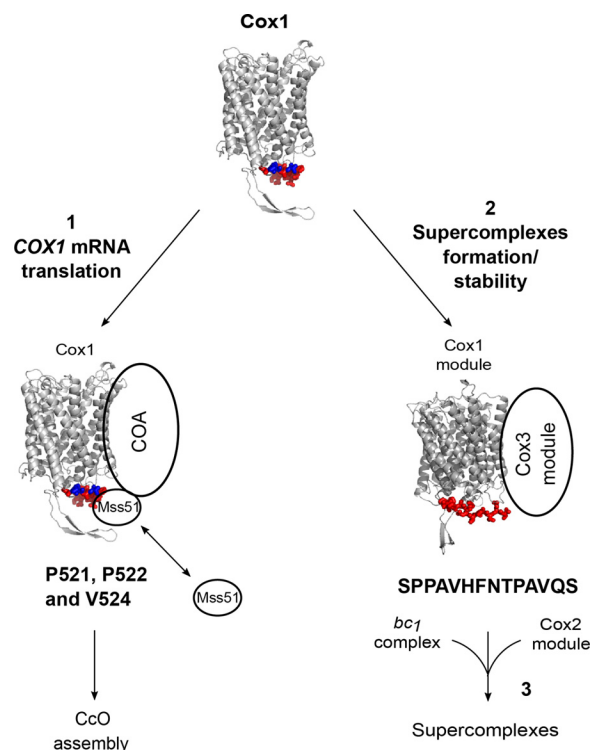 Cox1
1
COX1 mRNA
translation
2
Supercomplexes
formation/
stability
Cox1
COA
Mss51
P521, P522
and V524
Mss51
CcO
assembly
Cox1
module
Cox3
module
SPPAVHFNTPAVQS
bc1
complex
Cox2
module
3
Supercomplexes